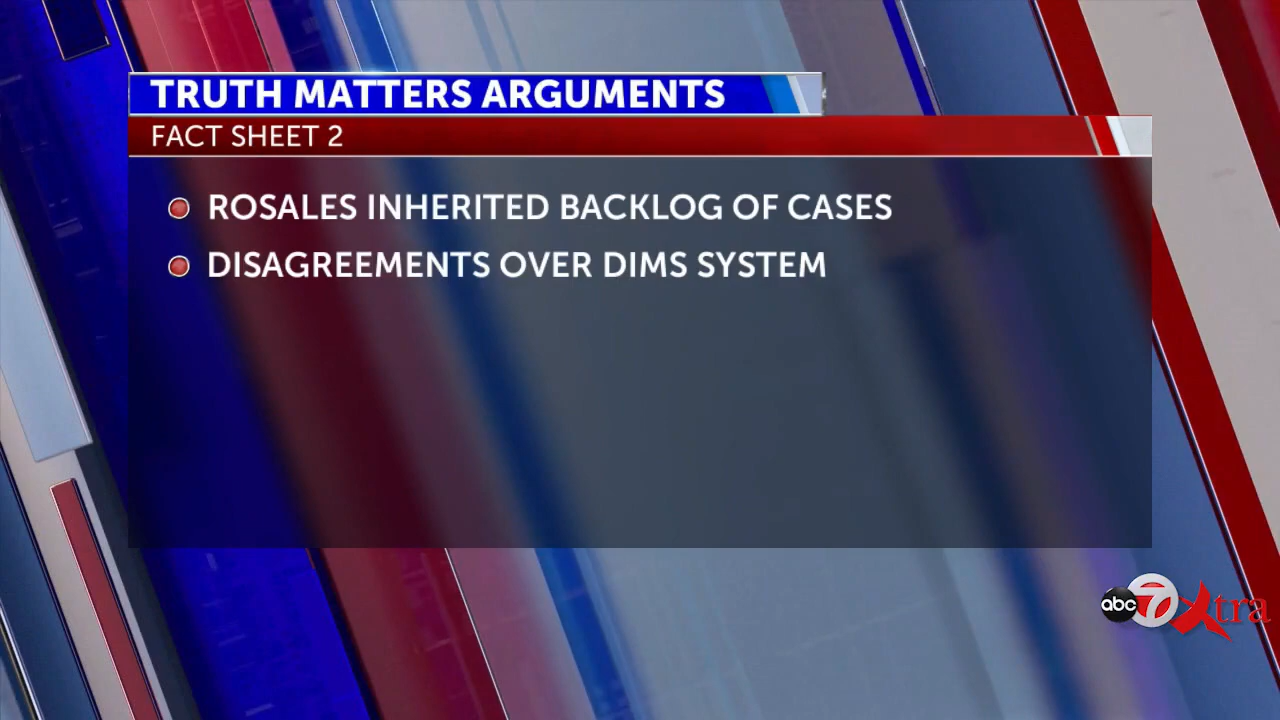 TRUTH MATTERS ARGUMENTS
FACT SHEET 2
ROSALES INHERITED BACKLOG OF CASES
DISAGREEMENTS OVER DIMS SYSTEM
abc 7 Xtra